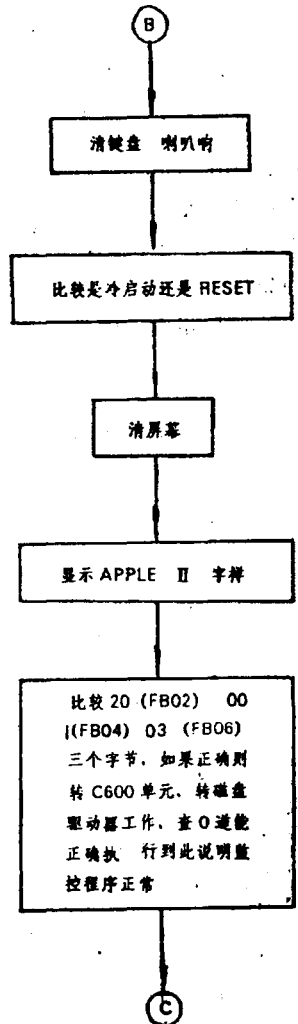 B
清键盘 喇叭响
比较是冷启动还是 RESET
清屏幕
显示 APPLE II 字样
比较 20 (FB02) 00
(FB04) 03 (FB06)
三个字节，如果正确则
转 C600 单元、转磁盘
驱动器工作，查 0 道能
正确执 行到此说明监
控程序正常
C